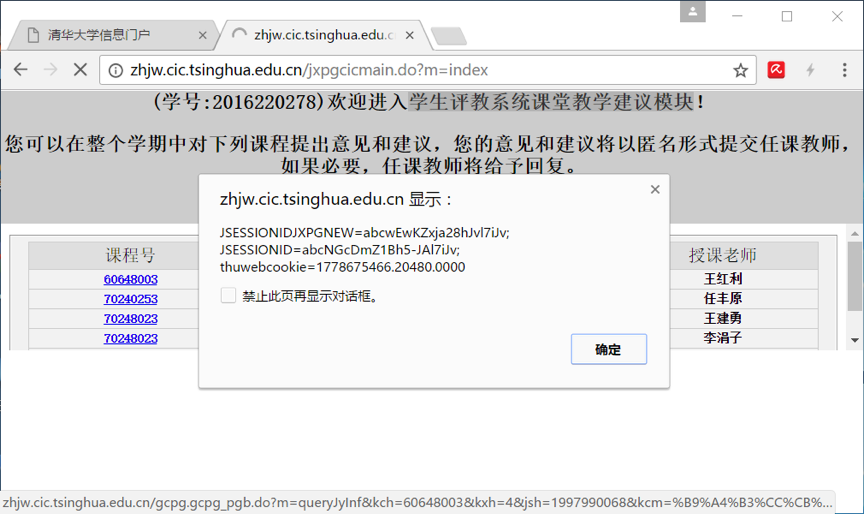 清华大学信息门户
zhjw.cic.tsinghua.edu.c
zhjw.cic.tsinghua.edu.cn/jxpgcicmain.do?m=index
(学号:2016220278)欢迎进入学生评教系统课堂教学建议模块!
您可以在整个学期中对下列课程提出意见和建议，您的意见和建议将以匿名形式提交任课教师，
如果必要，任课教师将给予回复。
zhjw.cic.tsinghua.edu.cn 显示：
JSESSIONIDJXPGNEW=abcwEwKZxja28hJvl7iJv;
JSESSIONID=abcNGcDmZ1Bh5-JAl7iJv;
thuwebcookie=1778675466.20480.0000
禁止此页再显示对话框。
确定
课程号 授课老师
60648003 王红利
70240253 任丰原
70248023 王建勇
70248023 李涓子
zhjw.cic.tsinghua.edu.cn/gcpg.gcpg_pgb.do?m=queryJyInf&kch=60648003&kxh=4&jsh=1997990068&kcm=%B9%A4%B3%CC%CB%...